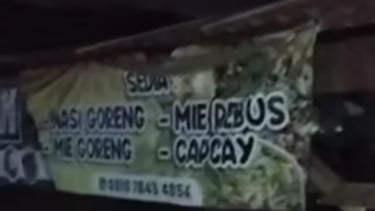 SEDIA:
- NASI GORENG - MIE REBUS
- MIE GORENG - CAPCAY